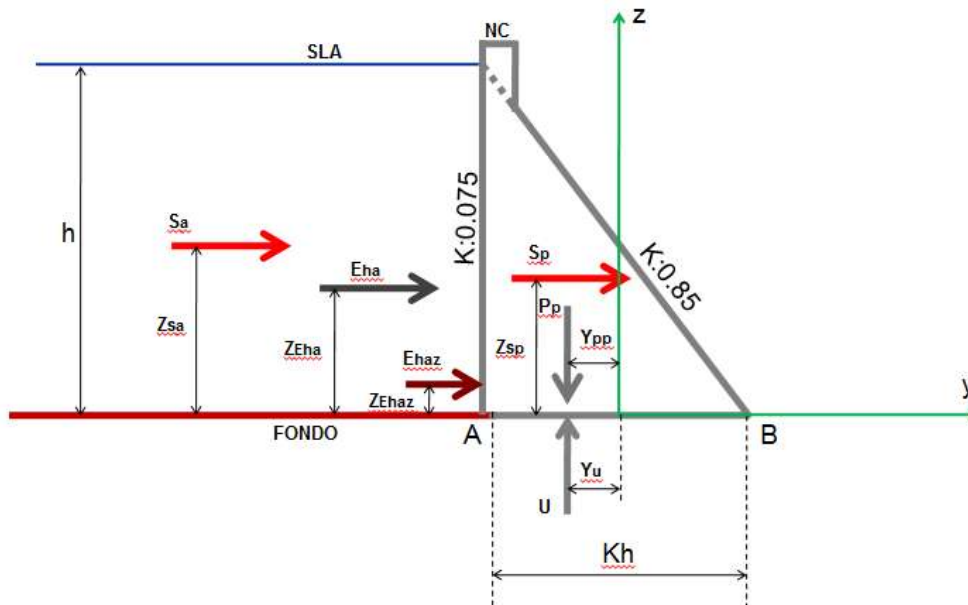 NC
z
SLA
K:0.075
h
Sa
Eha
Sp
K:0.85
Pp
Ypp
Zsa
ZEha
Zsp
Ehaz
ZEhaz
y
FONDO
A
B
Yu
U
Kh